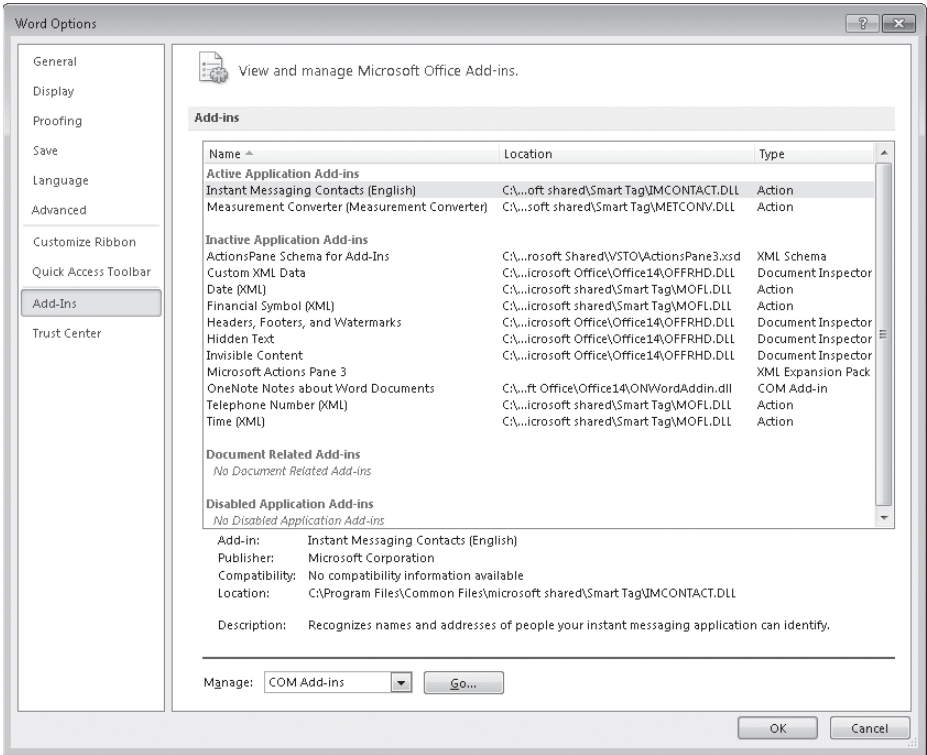 Word Options
General
Display
Proofing
Save
Language
Advanced
Customize Ribbon
Quick Access Toolbar
Add-Ins
Trust Center
View and manage Microsoft Office Add-ins.
Add-ins
Name Location Type
Active Application Add-ins
Instant Messaging Contacts (English) C:\...oft shared\Smart Tag\IMCONTACT.DLL Action
Measurement Converter (Measurement Converter) C:\...soft shared\Smart Tag\METCONV.DLL Action
Inactive Application Add-ins
ActionsPane Schema for Add-Ins C:\...rosoft Shared\VSTO\ActionsPane3.xsd XML Schema
Custom XML Data C:\...icrosoft Office\Office14\OFFRHD.DLL Document Inspector
Date (XML) C:\...icrosoft shared\Smart Tag\MOFL.DLL Action
Financial Symbol (XML) C:\...icrosoft shared\Smart Tag\MOFL.DLL Action
Headers, Footers, and Watermarks C:\...icrosoft Office\Office14\OFFRHD.DLL Document Inspector
Hidden Text C:\...icrosoft Office\Office14\OFFRHD.DLL Document Inspector
Invisible Content C:\...icrosoft Office\Office14\OFFRHD.DLL Document Inspector
Microsoft Actions Pane 3 XML Expansion Pack
OneNote Notes about Word Documents C:\...ft Office\Office14\ONWordAddin.dll COM Add-in
Telephone Number (XML) C:\...icrosoft shared\Smart Tag\MOFL.DLL Action
Time (XML) C:\...icrosoft shared\Smart Tag\MOFL.DLL Action
Document Related Add-ins
No Document Related Add-ins
Disabled Application Add-ins
No Disabled Application Add-ins
Add-in: Instant Messaging Contacts (English)
Publisher: Microsoft Corporation
Compatibility: No compatibility information available
Location: C:\Program Files\Common Files\microsoft shared\Smart Tag\IMCONTACT.DLL
Description: Recognizes names and addresses of people your instant messaging application can identify.
Manage: COM Add-ins Go...
OK Cancel